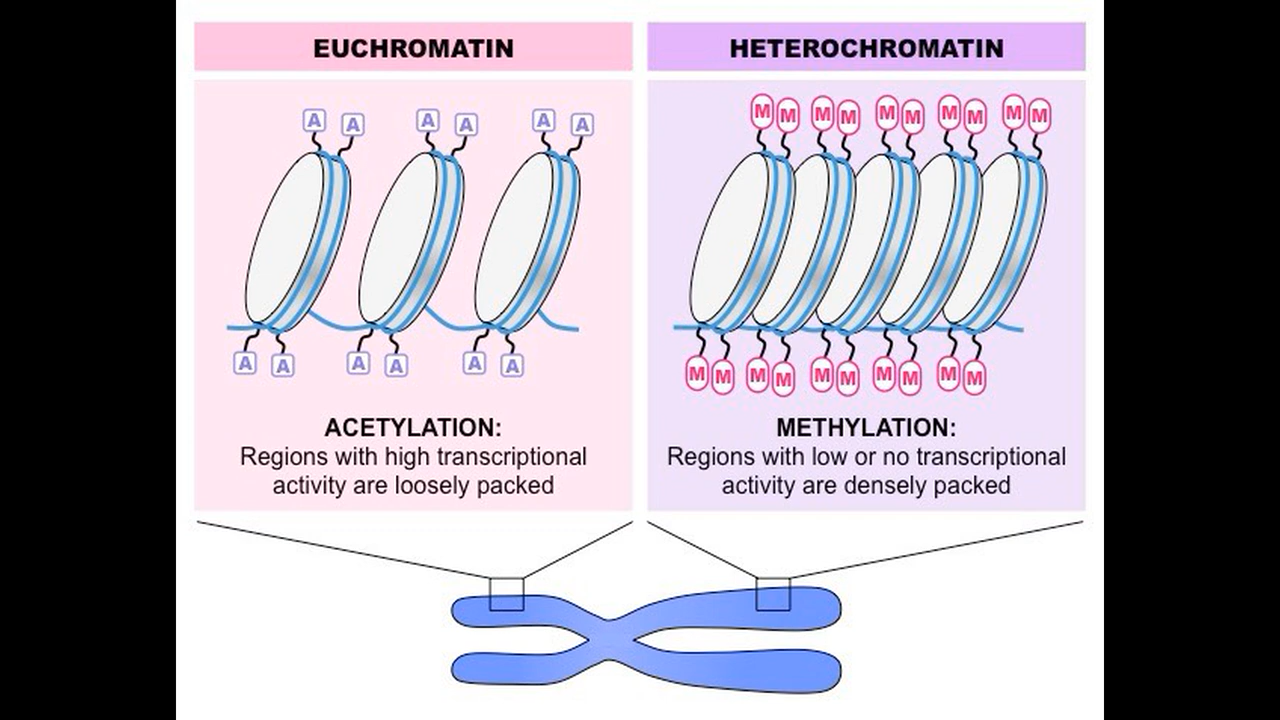 EUCHROMATIN
HETEROCHROMATIN
A A A A A A
M M M M M M M M M M
A A A A A A
M M M M M M M M M M
ACETYLATION:
Regions with high transcriptional
activity are loosely packed
METHYLATION:
Regions with low or no transcriptional
activity are densely packed